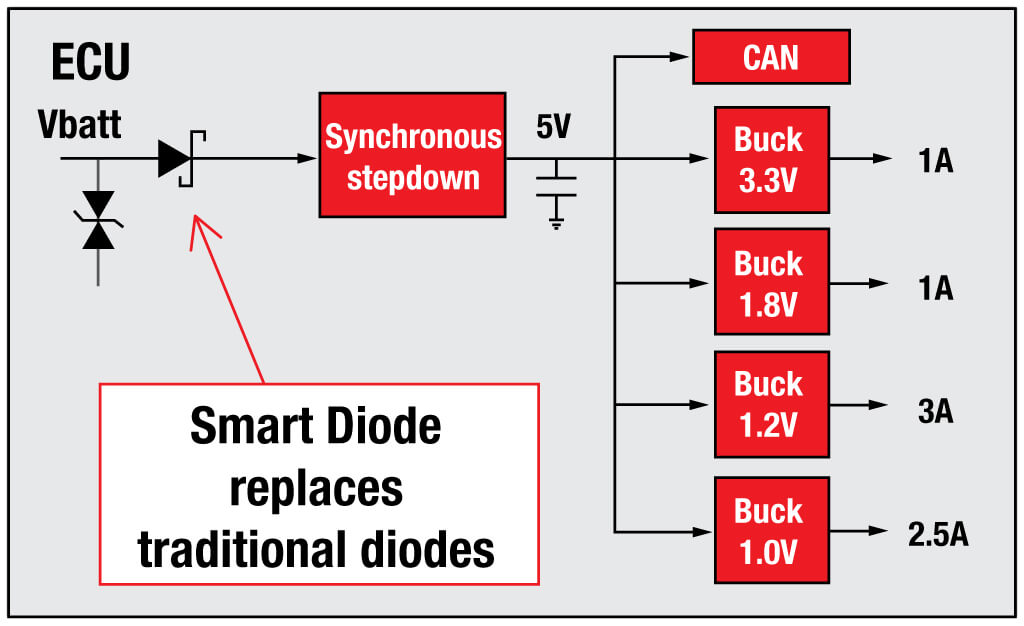 ECU
Vbatt
Synchronous
stepdown
5V
CAN
Buck
3.3V
1A
Buck
1.8V
1A
Buck
1.2V
3A
Buck
1.0V
2.5A
Smart Diode
replaces
traditional diodes